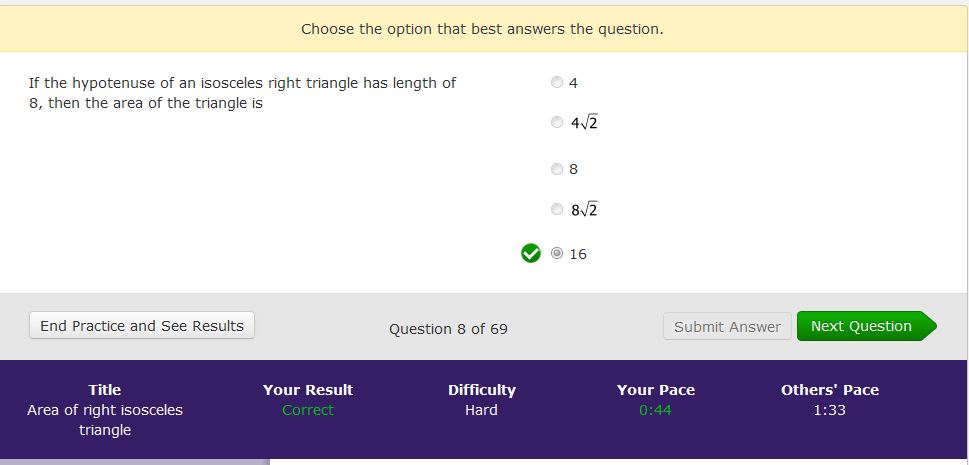 Choose the option that best answers the question.
If the hypotenuse of an isosceles right triangle has length of
8, then the area of the triangle is
4
4√2
8
8√2
16
End Practice and See Results
Question 8 of 69
Submit Answer
Next Question
Title
Your Result
Difficulty
Your Pace
Others' Pace
Area of right isosceles
triangle
Correct
Hard
0:44
1:33